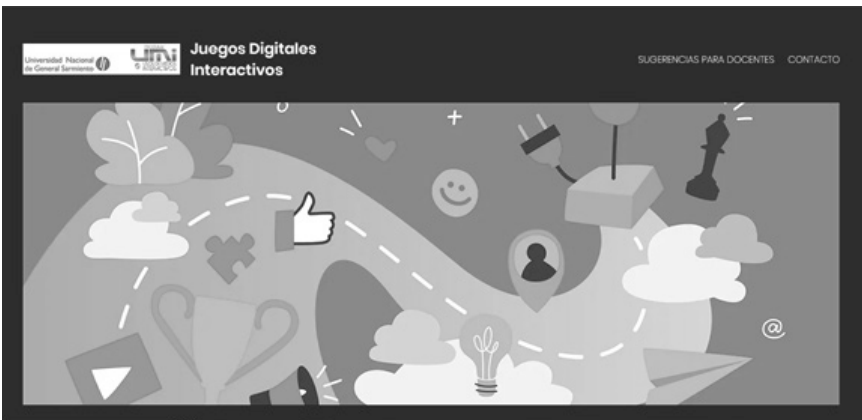 Universidad Nacional
de General Sarmiento
Juegos Digitales
Interactivos
SUGERENCIAS PARA DOCENTES CONTACTO
@